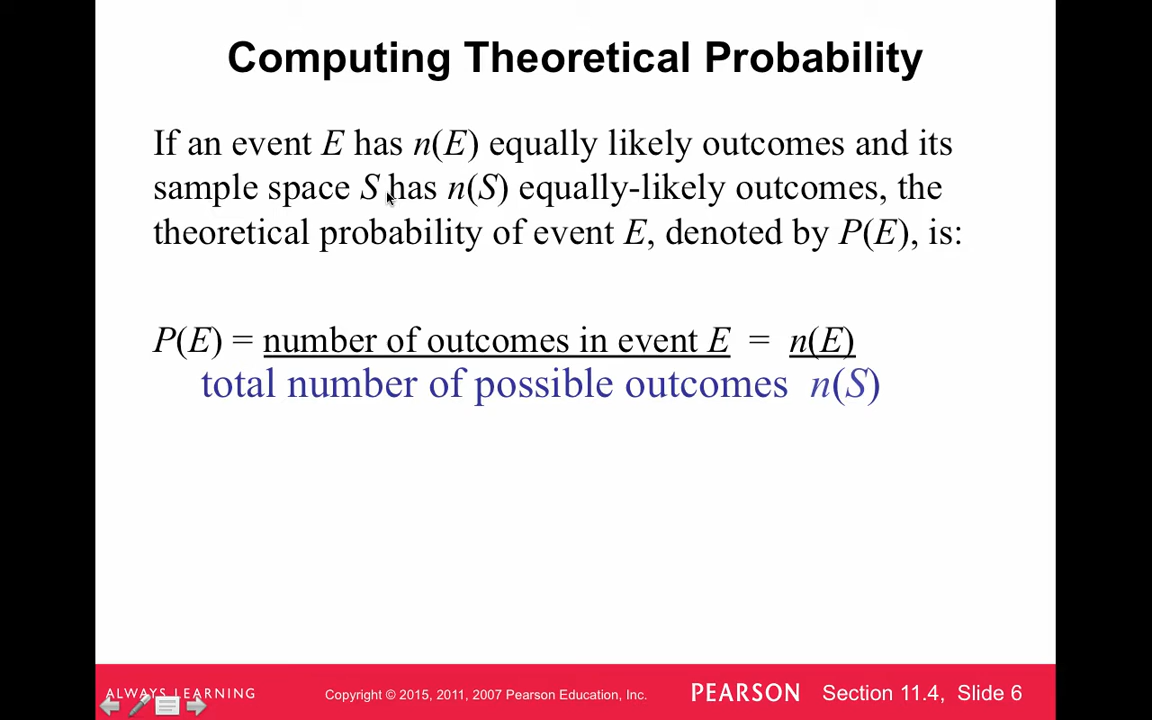 Computing Theoretical Probability
If an event E has n(E) equally likely outcomes and its
sample space S has n(S) equally-likely outcomes, the
theoretical probability of event E, denoted by P(E), is:
P(E) = number of outcomes in event E = n(E)
total number of possible outcomes n(S)
ALWAYS LEARNING
Copyright © 2015, 2011, 2007 Pearson Education, Inc.
PEARSON
Section 11.4, Slide 6